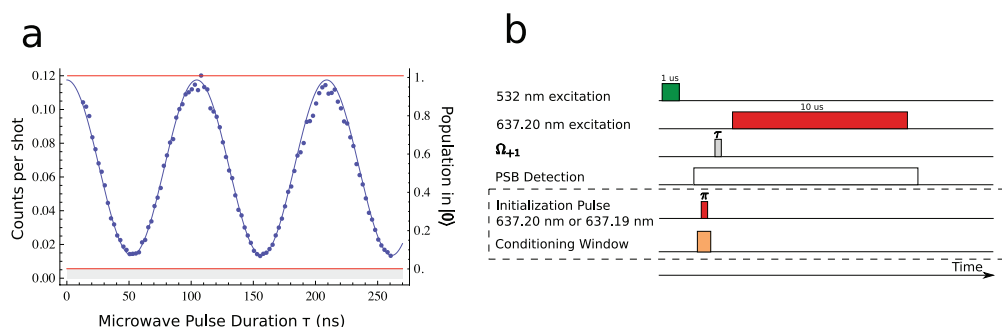 a
0.12
0.10
0.08
0.06
0.04
0.02
0.00
Counts per shot
1.
0.8
0.6
0.4
0.2
0.
Population in |0⟩
0 50 100 150 200 250
Microwave Pulse Duration τ (ns)
b
1 us
532 nm excitation
10 us
637.20 nm excitation
τ
Ω+1
PSB Detection
π
Initialization Pulse
637.20 nm or 637.19 nm
Conditioning Window
Time